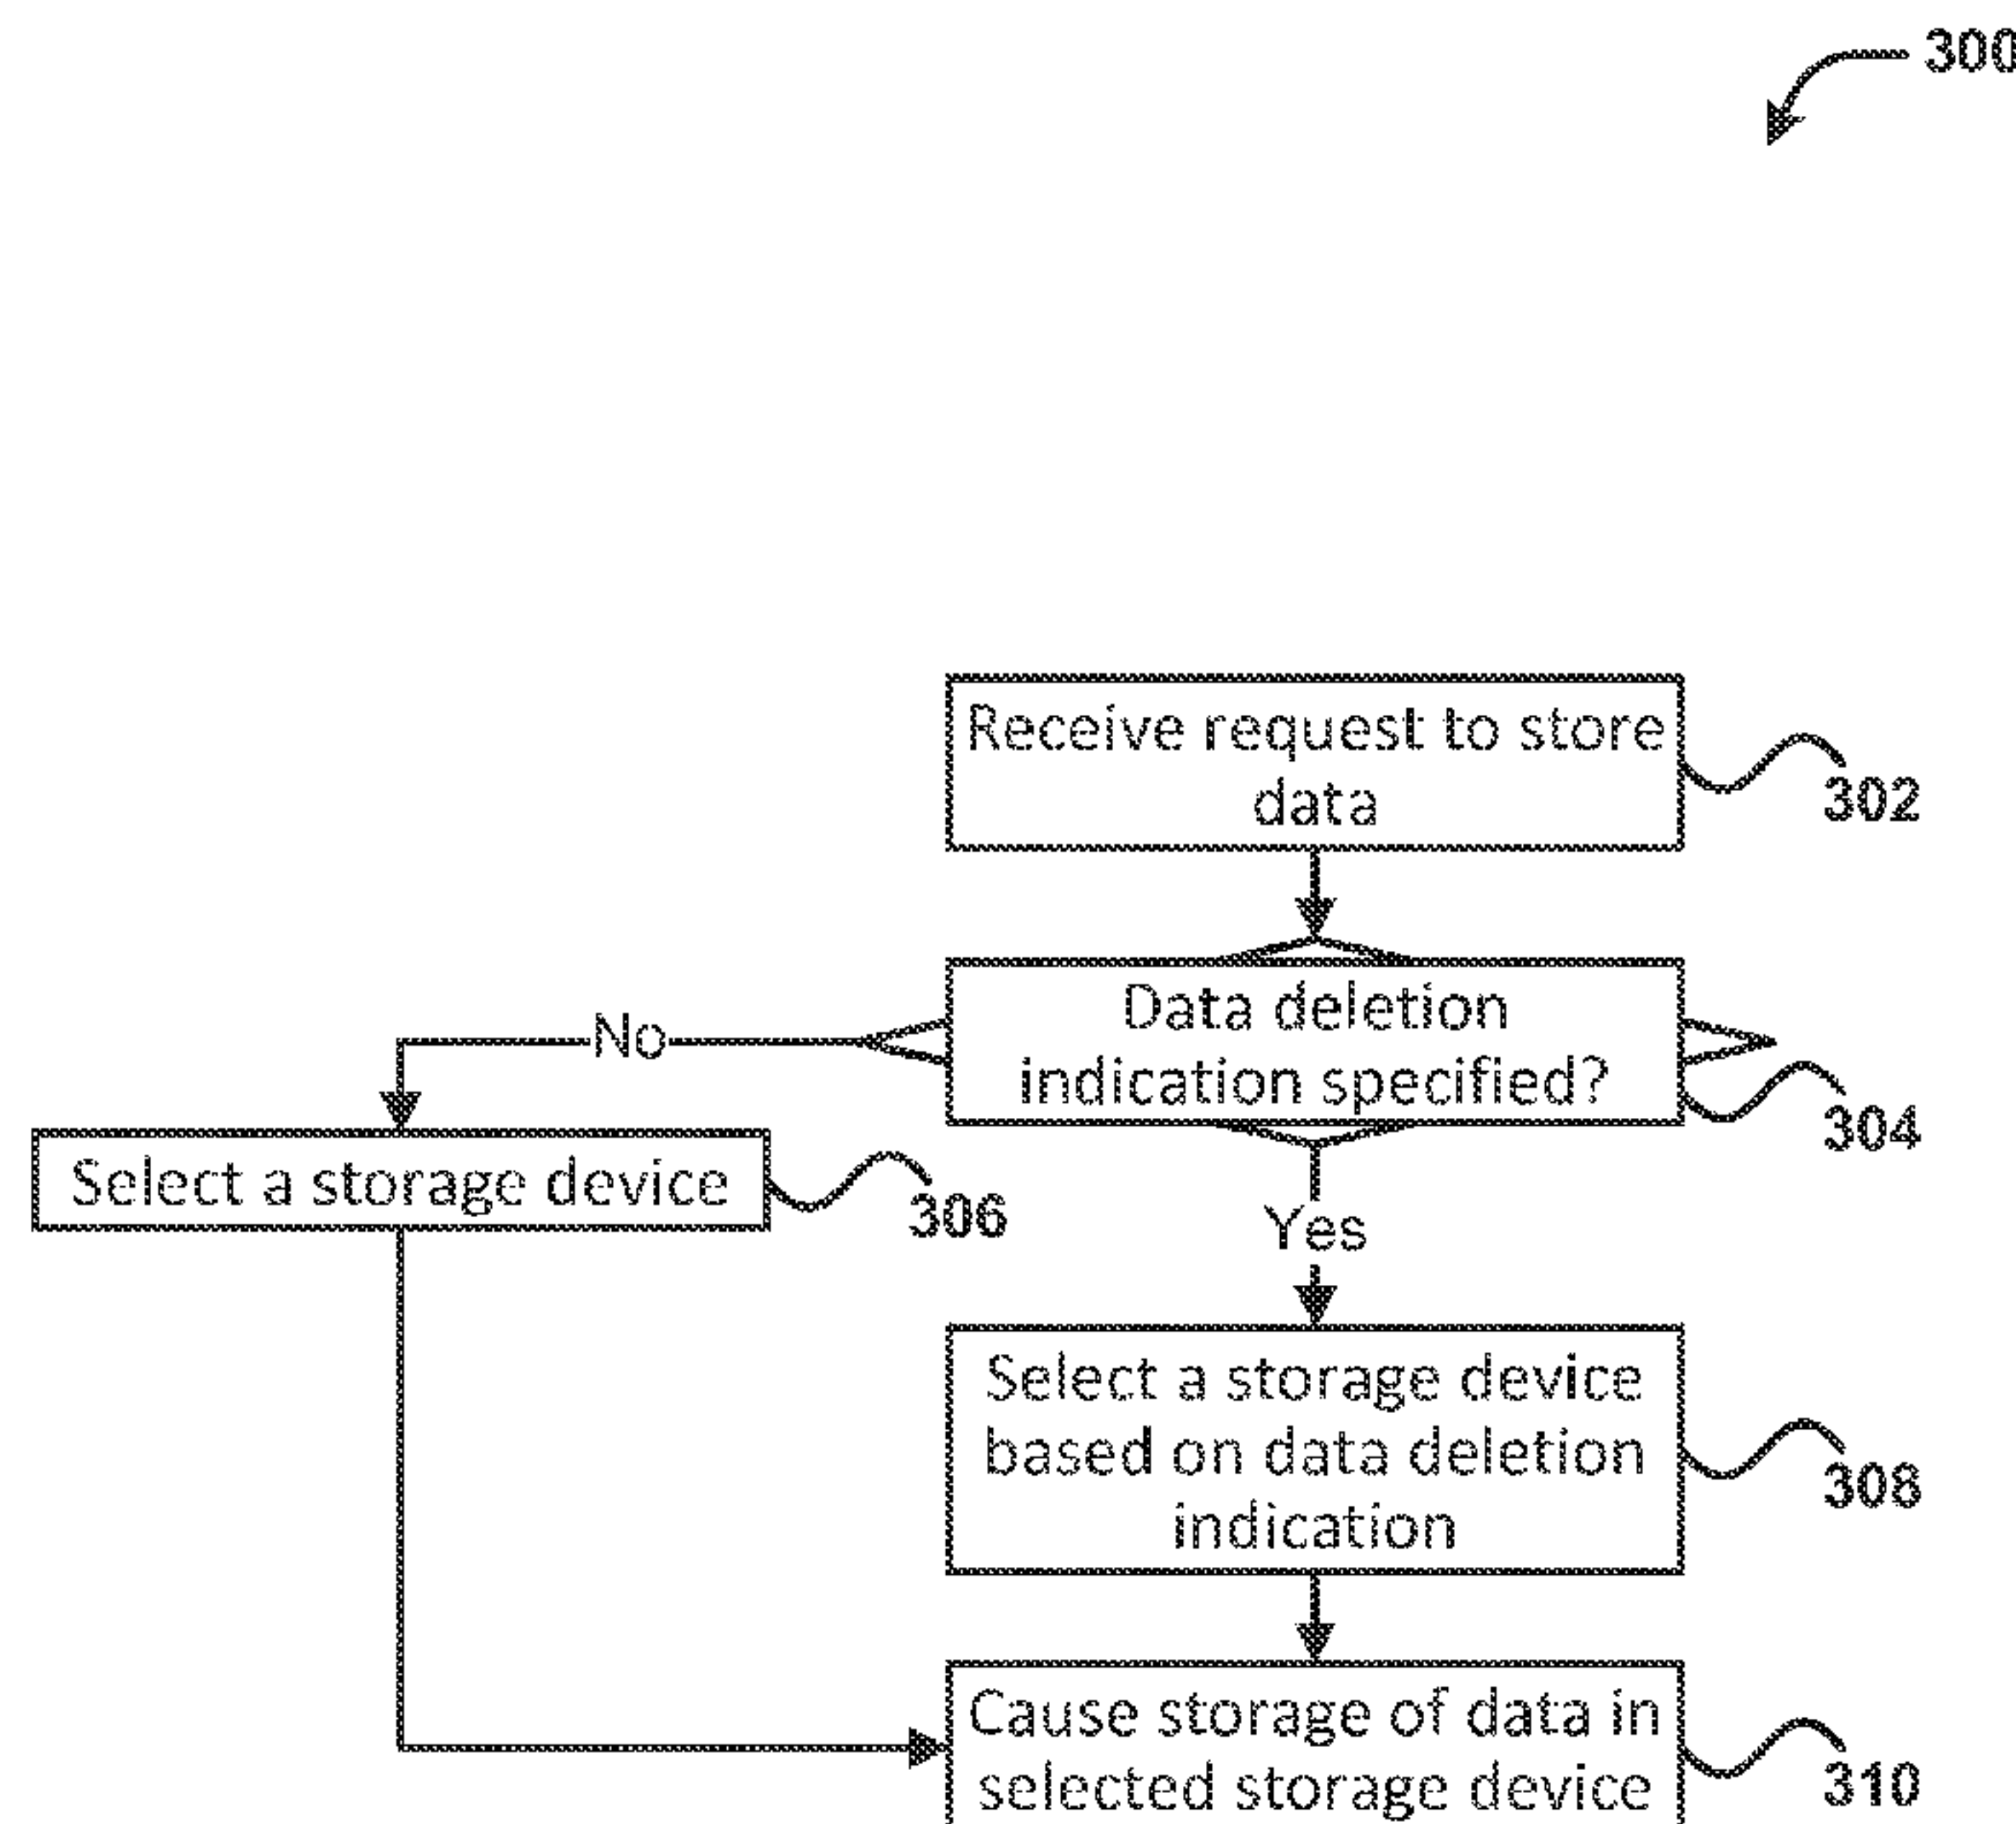 300
Receive request to store
data
302
Data deletion
indication specified?
304
No
Select a storage device
306
Yes
Select a storage device
based on data deletion
indication
308
Cause storage of data in
selected storage device
310